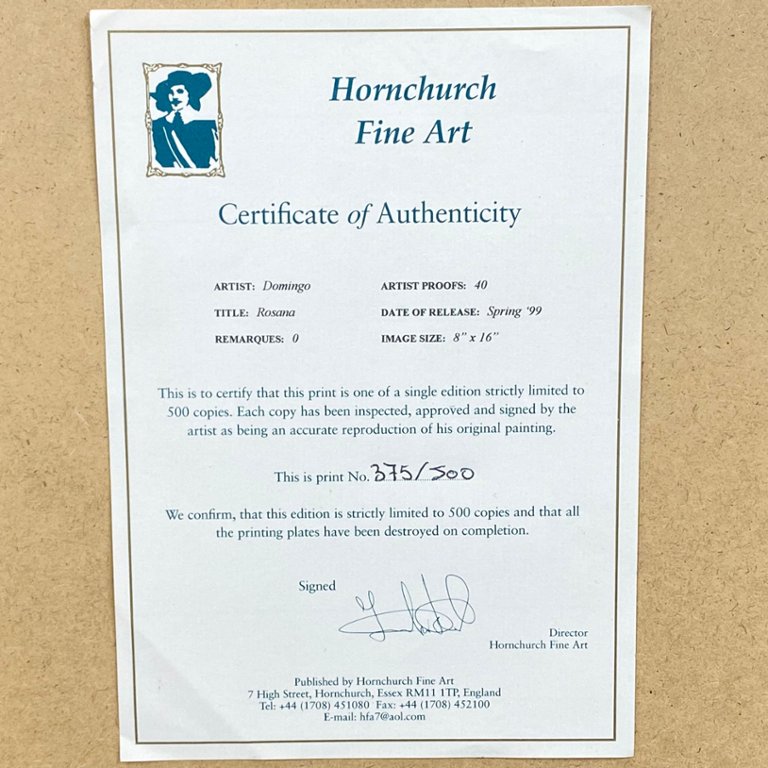 Hornchurch
Fine Art
Certificate of Authenticity
ARTIST: Domingo
ARTIST PROOFS: 40
TITLE: Rosana
DATE OF RELEASE: Spring '99
REMARQUES: 0
IMAGE SIZE: 8" x 16"
This is to certify that this print is one of a single edition strictly limited to
500 copies. Each copy has been inspected, approved and signed by the
artist as being an accurate reproduction of his original painting.
This is print No. 375/500
We confirm, that this edition is strictly limited to 500 copies and that all
the printing plates have been destroyed on completion.
Signed
Director
Hornchurch Fine Art
Published by Hornchurch Fine Art
7 High Street, Hornchurch, Essex RM11 1TP, England
Tel: +44 (1708) 451080 Fax: +44 (1708) 452100
E-mail: hfa7@aol.com